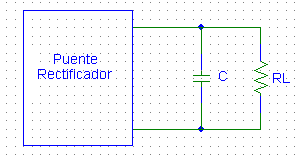 Puente
Rectificador
C
RL